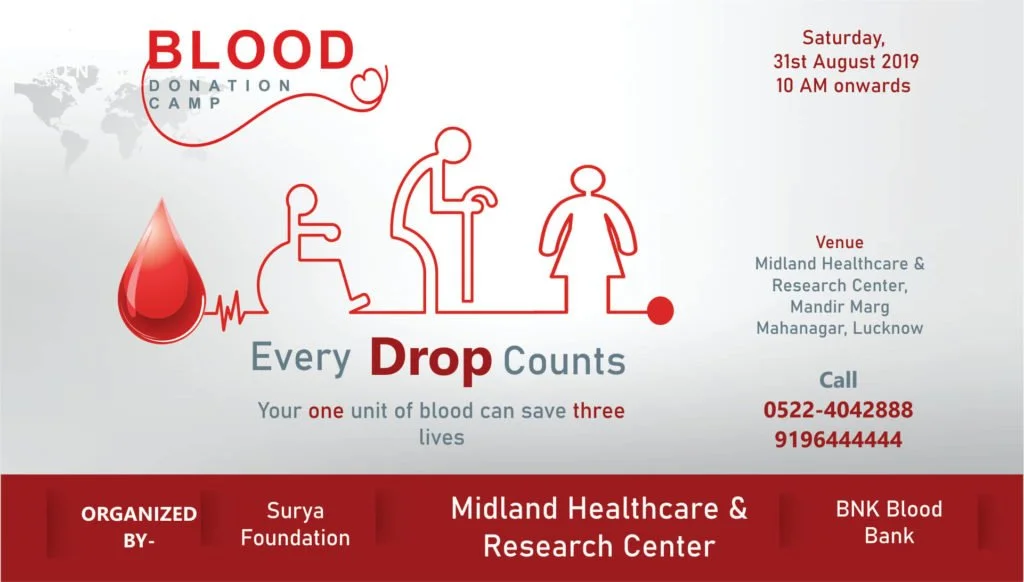 BLOOD
DONATION
CAMP
Saturday,
31st August 2019
10 AM onwards
Venue
Midland Healthcare &
Research Center,
Mandir Marg
Mahanagar, Lucknow
Every Drop Counts
Your one unit of blood can save three
lives
Call
0522-4042888
9196444444
ORGANIZED
BY-
Surya
Foundation
Midland Healthcare &
Research Center
BNK Blood
Bank